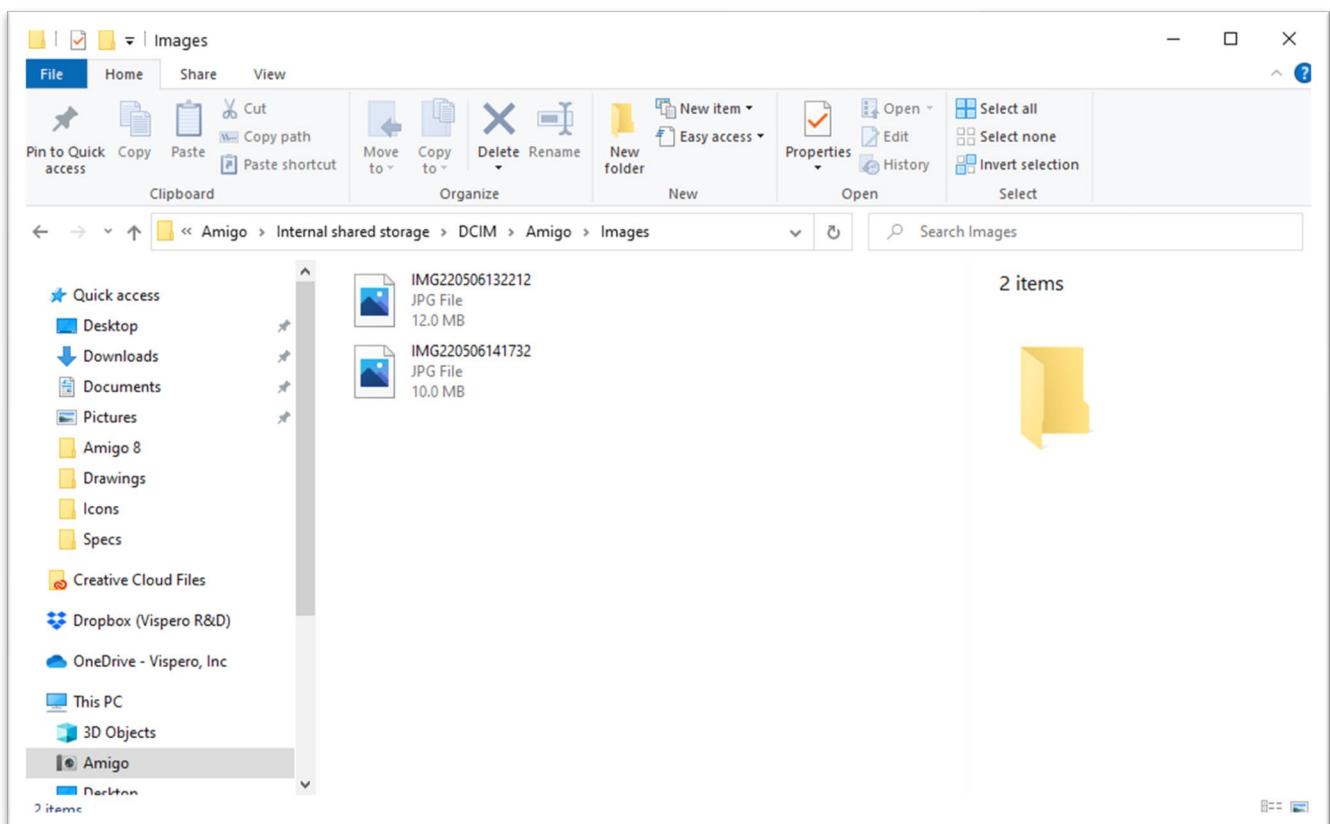 Images
File Home Share View
Pin to Quick access
Copy
Paste
Cut
Copy path
Paste shortcut
Clipboard
Move to
Copy to
Delete
Rename
Organize
New folder
New item
Easy access
New
Properties
Open
Edit
History
Open
Select all
Select none
Invert selection
Select
« Amigo > Internal shared storage > DCIM > Amigo > Images
Search Images
Quick access
Desktop
Downloads
Documents
Pictures
Amigo 8
Drawings
Icons
Specs
Creative Cloud Files
Dropbox (Vispero R&D)
OneDrive - Vispero, Inc
This PC
3D Objects
Amigo
Desktop
2 items
IMG220506132212
JPG File
12.0 MB
IMG220506141732
JPG File
10.0 MB
2 items